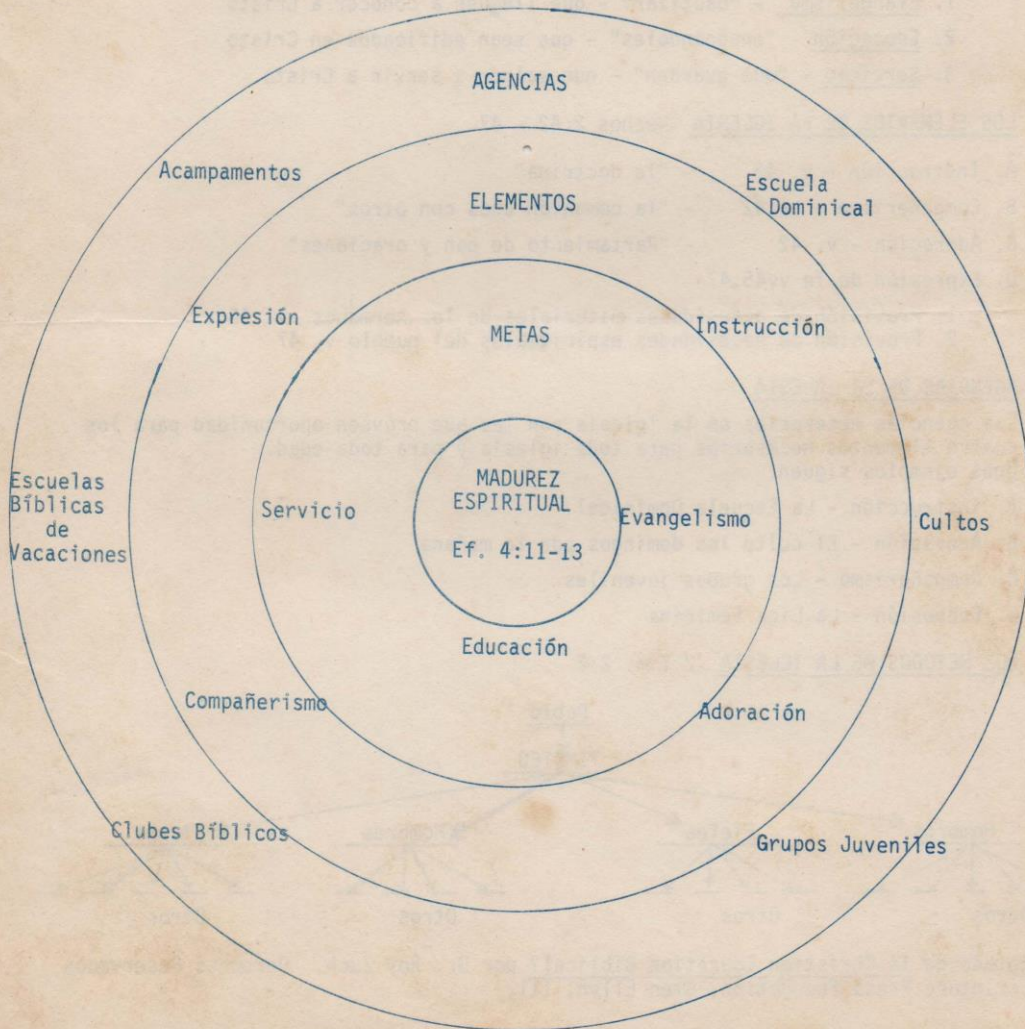 AGENCIAS
Acampamentos
Escuela
Dominical
ELEMENTOS
Expresión
METAS
Instrucción
MADUREZ
ESPIRITUAL
Ef. 4:11-13
Escuelas
Bíblicas
de
Vacaciones
Servicio
Evangelismo
Cultos
Educación
Compañerismo
Adoración
Clubes Bíblicos
Grupos Juveniles